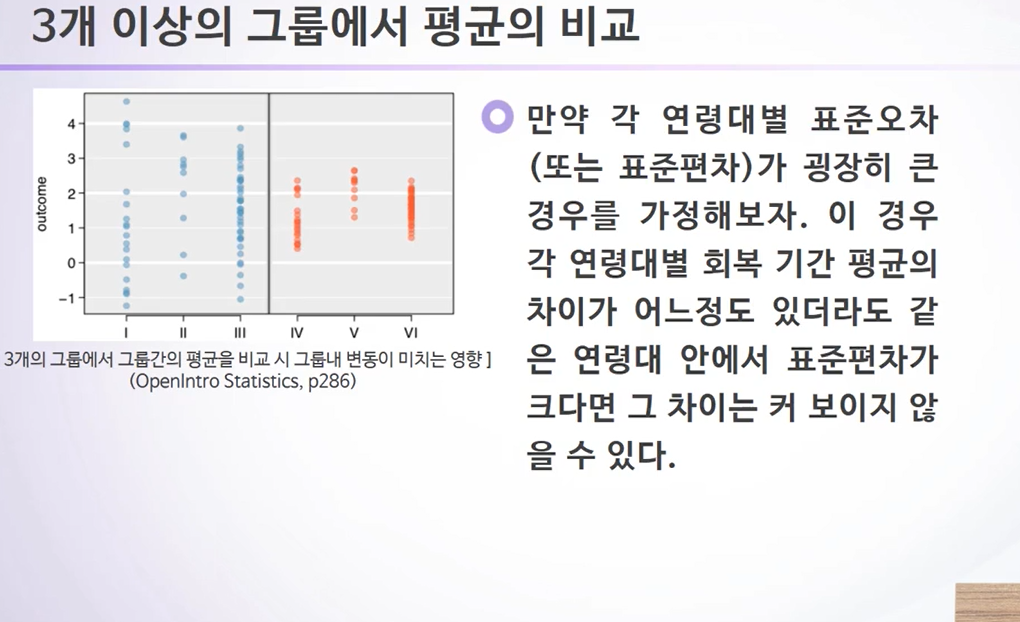 3개 이상의 그룹에서 평균의 비교
만약 각 연령대별 표준오차
(또는 표준편차)가 굉장히 큰
경우를 가정해보자. 이 경우
각 연령대별 회복 기간 평균의
차이가 어느정도 있더라도 같
은 연령대 안에서 표준편차가
크다면 그 차이는 커 보이지 않
을 수 있다.
outcome
4
3
2
1
0
−1
I II III IV V VI
3개의 그룹에서 그룹간의 평균을 비교 시 그룹내 변동이 미치는 영향 ]
(OpenIntro Statistics, p286)